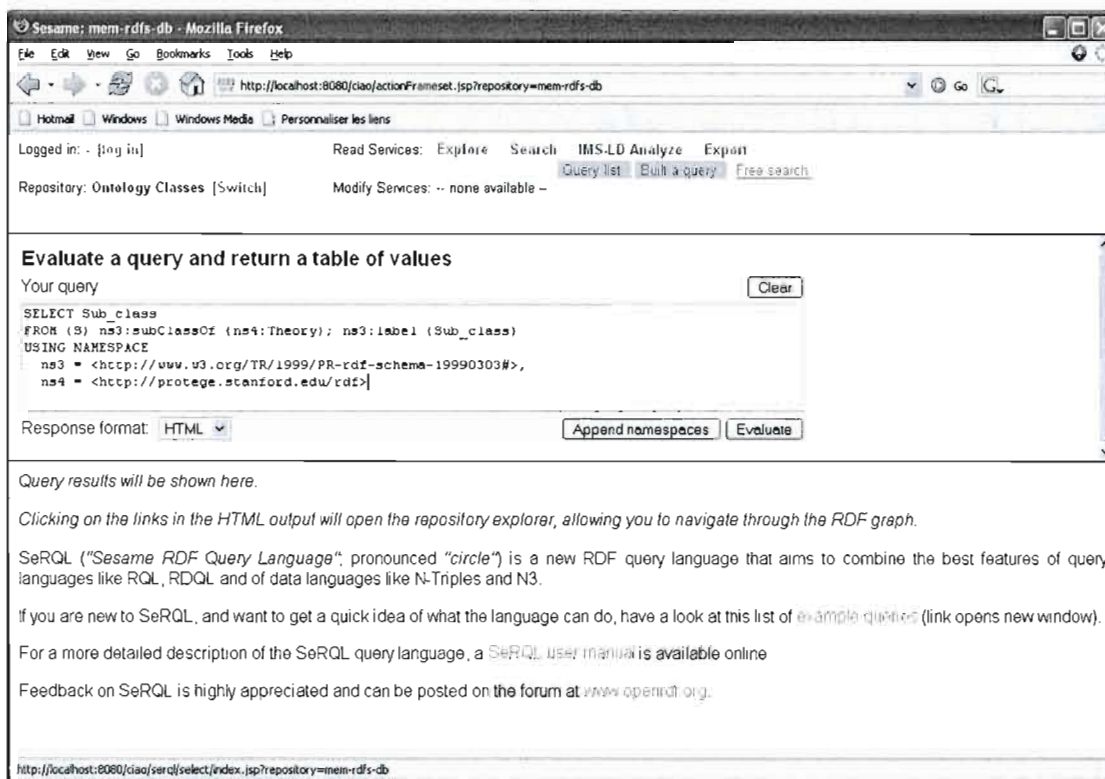 Sesame: mem-rdfs-db - Mozilla Firefox
File Edit View Go Bookmarks Tools Help
http://localhost:8080/ciao/actionFrameset.jsp?repository=mem-rdfs-db Go
Hotmail Windows Windows Media Personnaliser les liens
Logged in: - [log in] Read Services: Explore Search IMS-LD Analyze Export
Query list Built a query Free search
Repository: Ontology Classes [Switch] Modify Services: -- none available --
Evaluate a query and return a table of values
Your query Clear
SELECT Sub_class
FROM (S) ns3:subClassOf (ns4:Theory); ns3:label (Sub_class)
USING NAMESPACE
ns3 = <http://www.w3.org/TR/1999/PR-rdf-schema-19990303#>,
ns4 = <http://protege.stanford.edu/rdf>
Response format: HTML Append namespaces Evaluate
Query results will be shown here.
Clicking on the links in the HTML output will open the repository explorer, allowing you to navigate through the RDF graph.
SeRQL ("Sesame RDF Query Language"; pronounced "circle") is a new RDF query language that aims to combine the best features of query
languages like RQL, RDQL and of data languages like N-Triples and N3.
If you are new to SeRQL, and want to get a quick idea of what the language can do, have a look at this list of example queries (link opens new window).
For a more detailed description of the SeRQL query language, a SeRQL user manual is available online
Feedback on SeRQL is highly appreciated and can be posted on the forum at www.openrdf.org.
http://localhost:8080/ciao/serql/select/index.jsp?repository=mem-rdfs-db